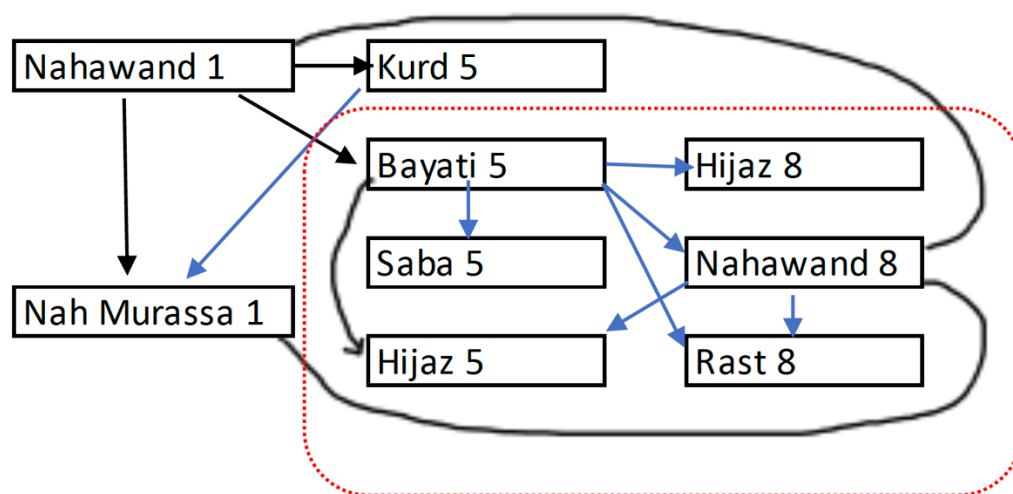 Nahawand 1
Kurd 5
Bayati 5
Hijaz 8
Saba 5
Nahawand 8
Nah Murassa 1
Hijaz 5
Rast 8